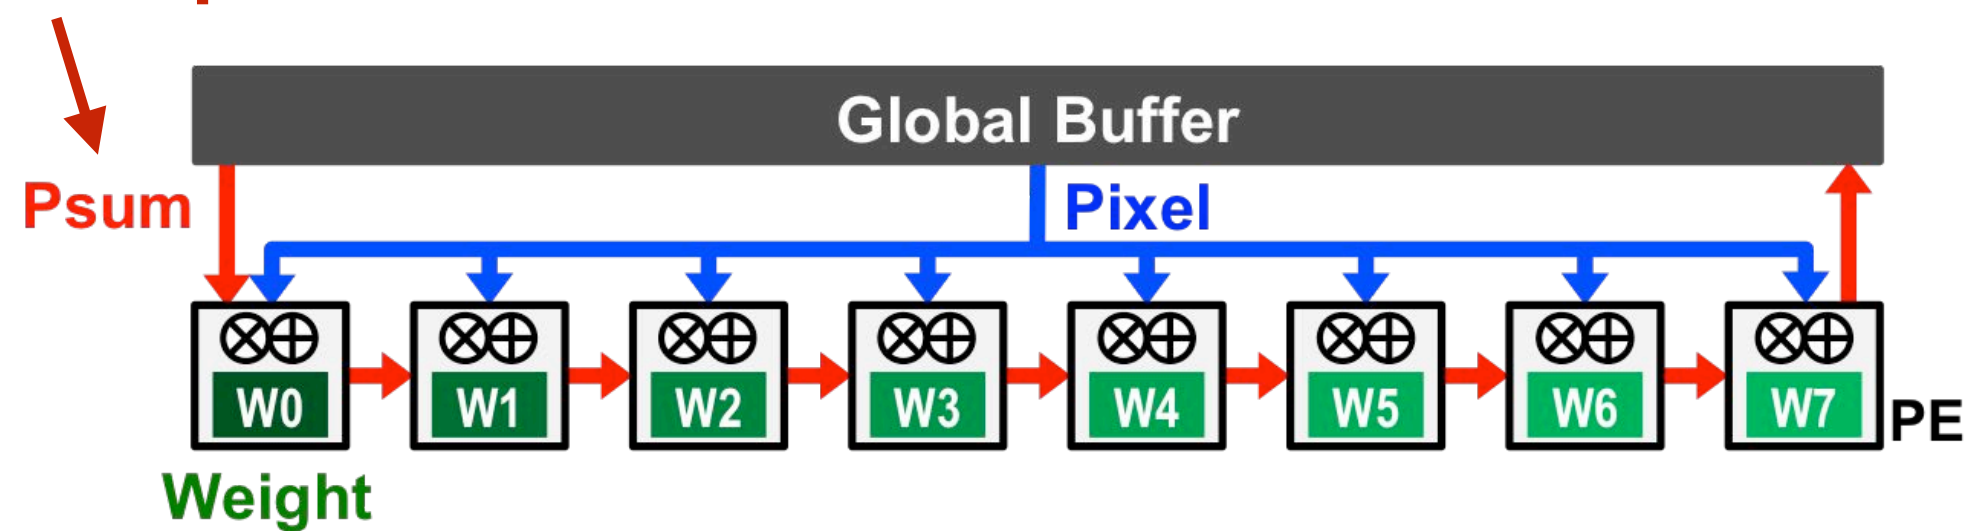 Global Buffer
Psum
Pixel
W0 W1 W2 W3 W4 W5 W6 W7
PE
Weight